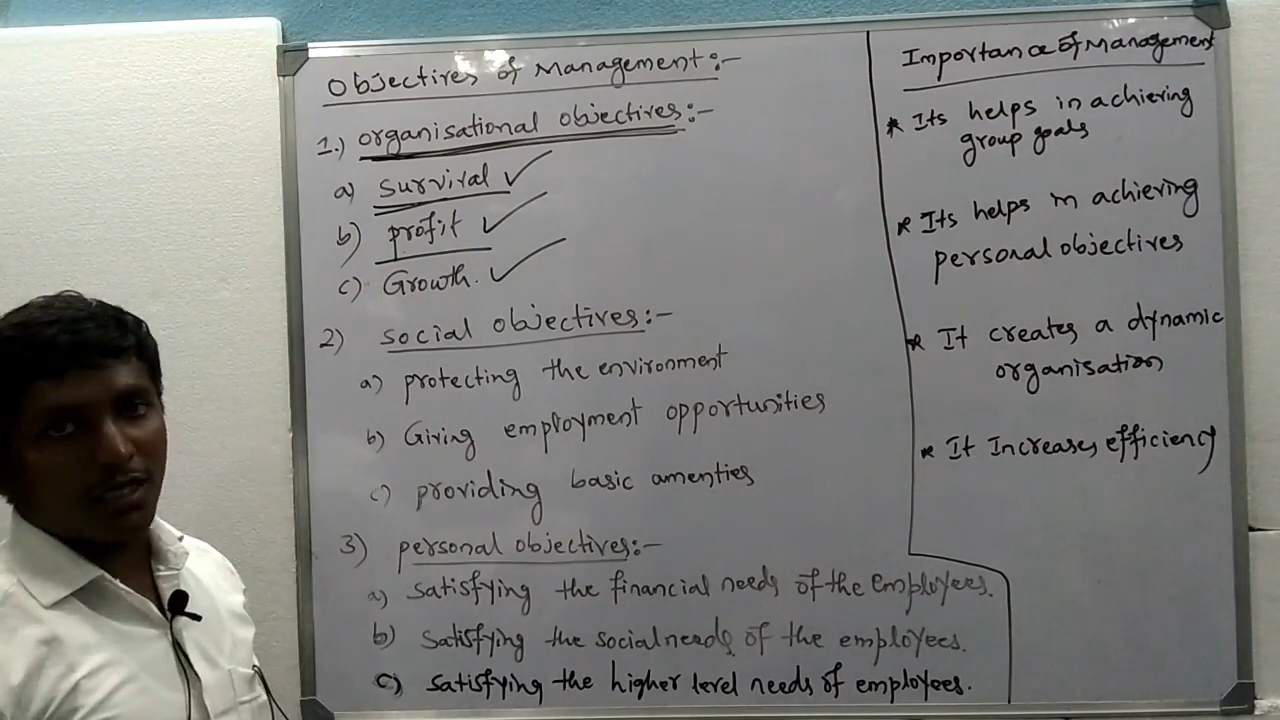 Objectives of Management:-
1.) organisational objectives:-
a) Survival ✓
b) profit ✓
c) Growth. ✓
2) social objectives:-
a) protecting the environment
b) Giving employment opportunities
c) providing basic amenties
3) personal objectives:-
a) satisfying the financial needs of the Employees.
b) satisfying the social needs of the employees.
c) satisfying the higher level needs of employees.
Importance of Management
* Its helps in achieving
group goals
* Its helps in achieving
personal objectives
* It creates a dynamic
organisation
* It Increases efficiency